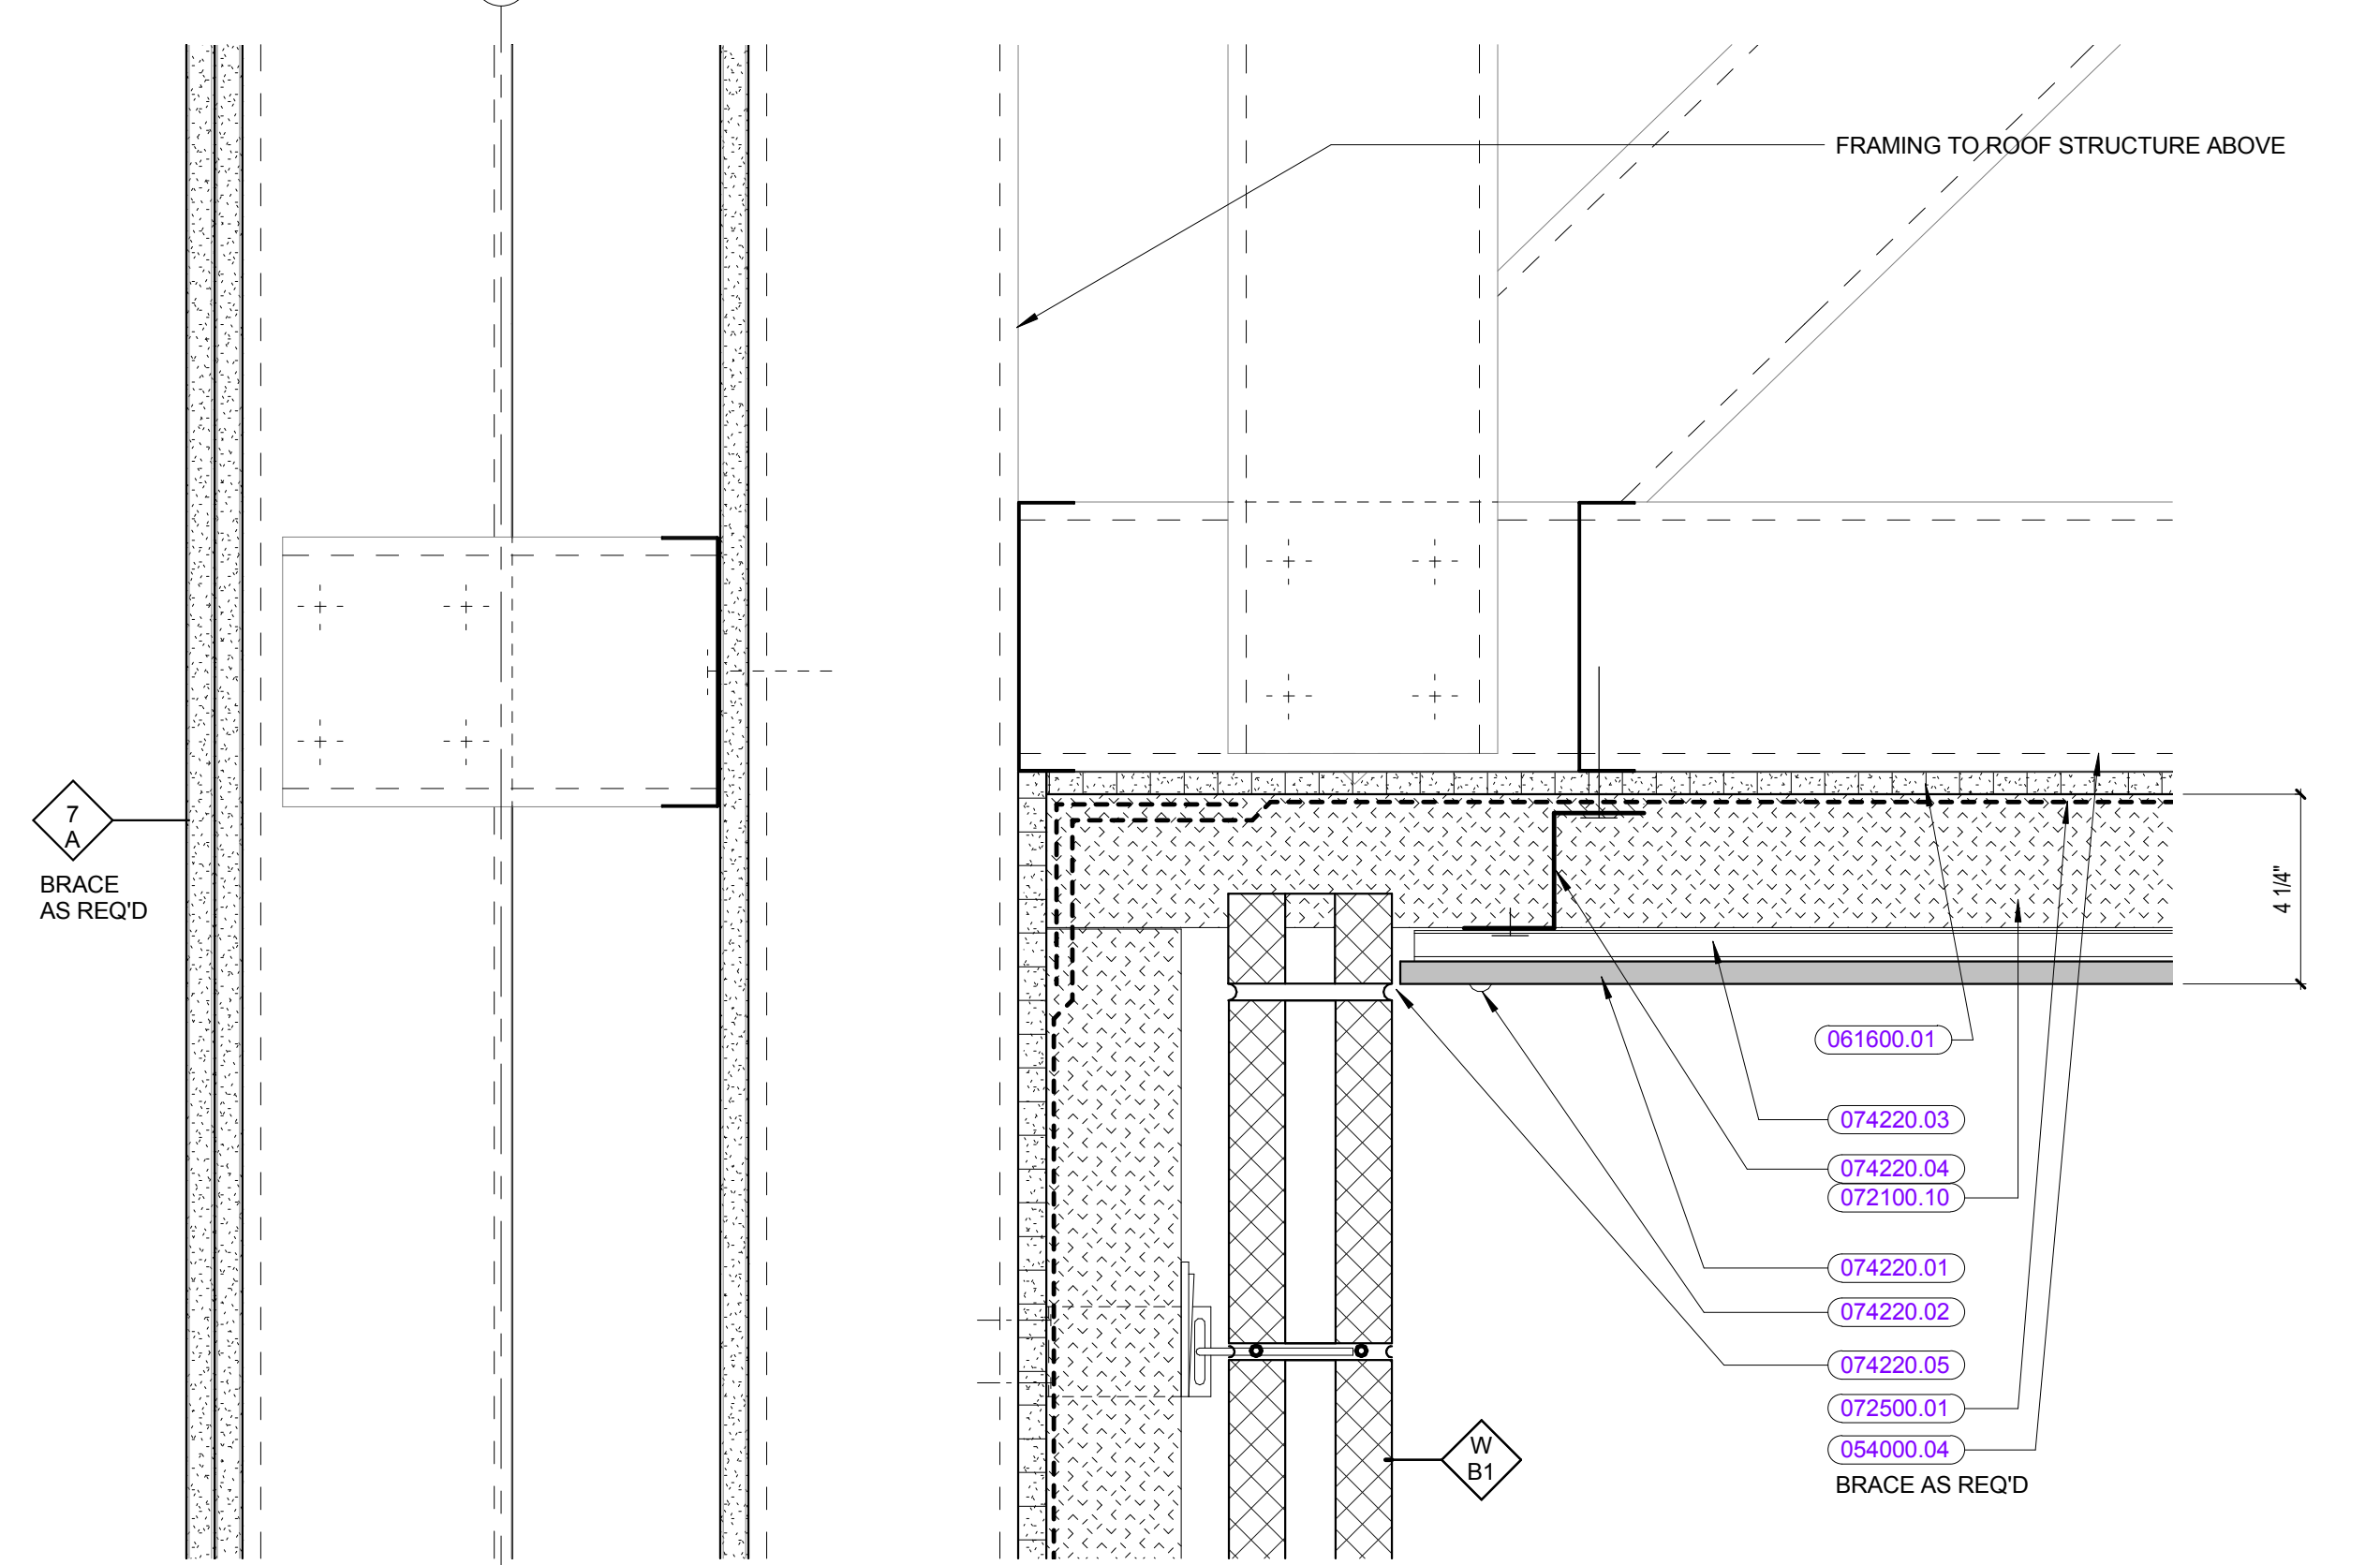 FRAMING TO ROOF STRUCTURE ABOVE
7
A
BRACE
AS REQ'D
4 1/4"
061600.01
074220.03
074220.04
072100.10
074220.01
074220.02
074220.05
072500.01
054000.04
BRACE AS REQ'D
W
B1